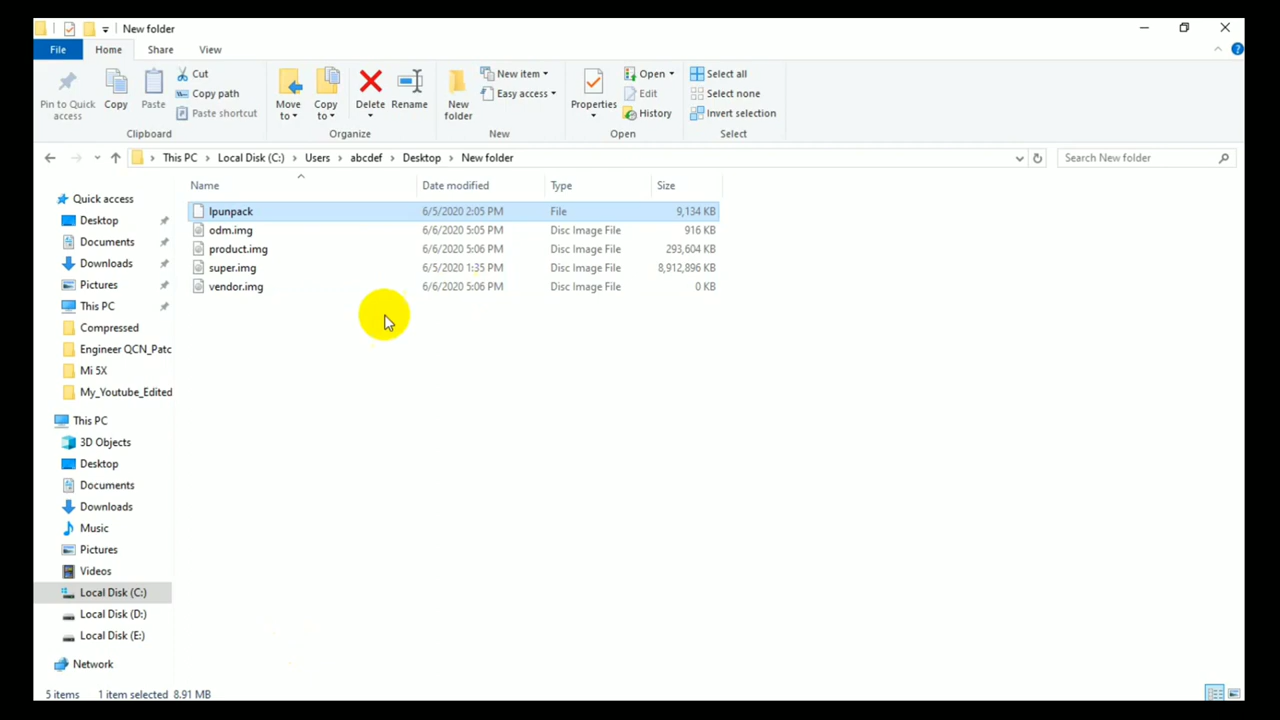 New folder
File Home Share View
Pin to Quick access
Copy
Paste
Cut
Copy path
Paste shortcut
Clipboard
Move to
Copy to
Delete
Rename
Organize
New folder
New item
Easy access
New
Properties
Open
Edit
History
Open
Select all
Select none
Invert selection
Select
This PC > Local Disk (C:) > Users > abcdef > Desktop > New folder
Search New folder
Name Date modified Type Size
lpunpack 6/5/2020 2:05 PM File 9,134 KB
odm.img 6/6/2020 5:05 PM Disc Image File 916 KB
product.img 6/6/2020 5:06 PM Disc Image File 293,604 KB
super.img 6/5/2020 1:35 PM Disc Image File 8,912,896 KB
vendor.img 6/6/2020 5:06 PM Disc Image File 0 KB
Quick access
Desktop
Documents
Downloads
Pictures
This PC
Compressed
Engineer QCN_Patc
Mi 5X
My_Youtube_Edited
This PC
3D Objects
Desktop
Documents
Downloads
Music
Pictures
Videos
Local Disk (C:)
Local Disk (D:)
Local Disk (E:)
Network
5 items 1 item selected 8.91 MB